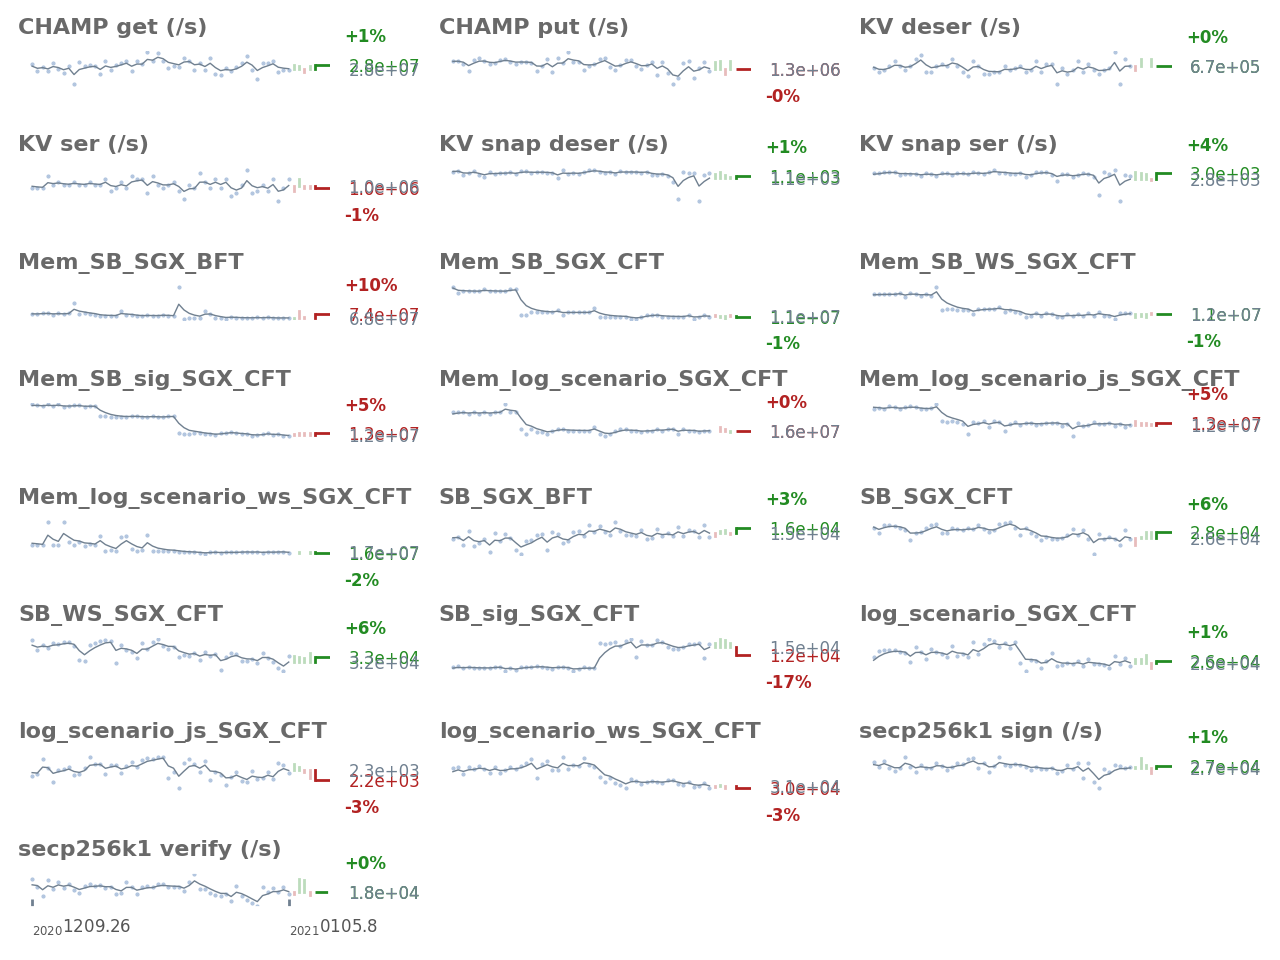 CHAMP get (/s)
+1%
2.8e+07
CHAMP put (/s)
1.3e+06
-0%
KV deser (/s)
+0%
6.7e+05
KV ser (/s)
1.0e+06
1.0e+06
-1%
KV snap deser (/s)
+1%
1.1e+03
1.1e+03
KV snap ser (/s)
+4%
3.0e+03
2.8e+03
Mem_SB_SGX_BFT
+10%
7.4e+07
6.8e+07
Mem_SB_SGX_CFT
1.1e+07
1.1e+07
-1%
Mem_SB_WS_SGX_CFT
-1%
Mem_SB_sig_SGX_CFT
+5%
1.3e+07
1.2e+07
Mem_log_scenario_SGX_CFT
+0%
1.6e+07
Mem_log_scenario_js_SGX_CFT
+5%
1.3e+07
1.2e+07
Mem_log_scenario_ws_SGX_CFT
1.7e+07
1.6e+07
-2%
SB_SGX_BFT
+3%
1.6e+04
1.5e+04
SB_SGX_CFT
+6%
2.8e+04
2.6e+04
SB_WS_SGX_CFT
+6%
3.3e+04
3.2e+04
SB_sig_SGX_CFT
1.5e+04
1.2e+04
-17%
log_scenario_SGX_CFT
+1%
2.6e+04
2.5e+04
log_scenario_js_SGX_CFT
2.3e+03
2.2e+03
-3%
log_scenario_ws_SGX_CFT
3.1e+04
3.0e+04
-3%
secp256k1 sign (/s)
+1%
2.7e+04
2.7e+04
secp256k1 verify (/s)
+0%
1.8e+04
2020 1209.26
2021 0105.8